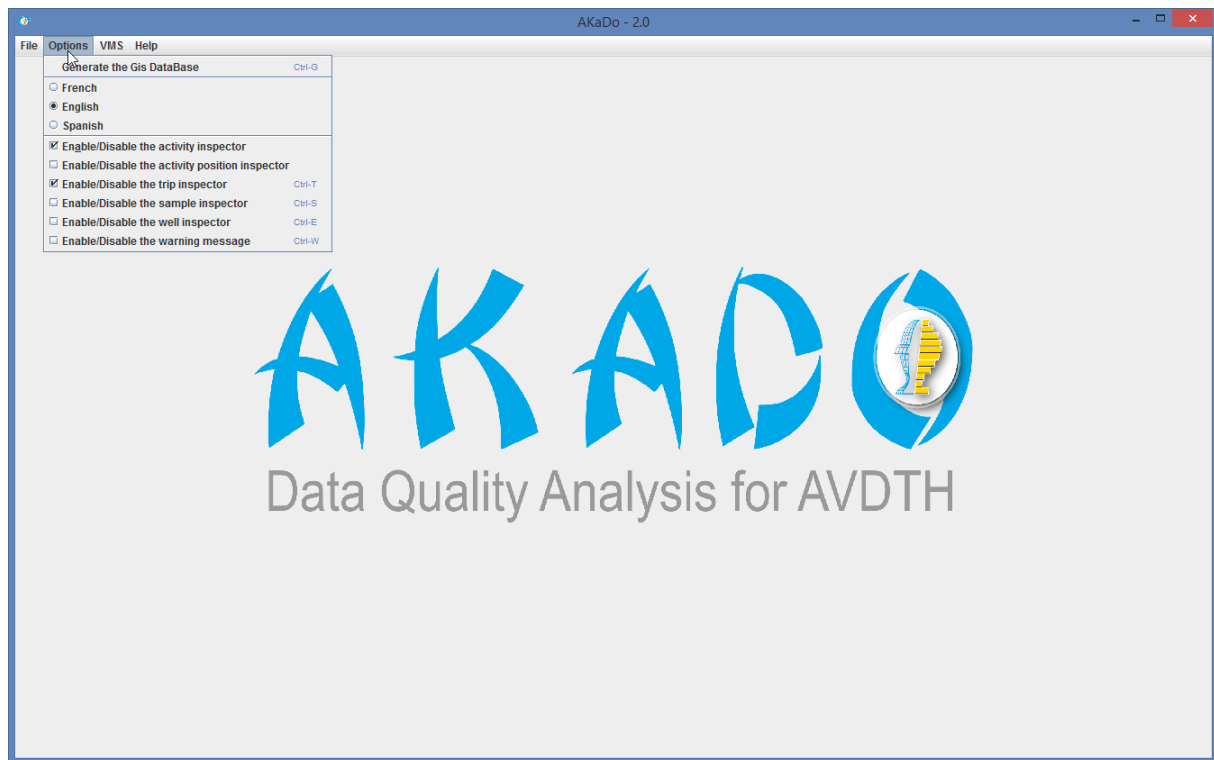 AKaDo - 2.0
File Options VMS Help
Generate the Gis DataBase Ctrl-G
French
English
Spanish
Enable/Disable the activity inspector
Enable/Disable the activity position inspector
Enable/Disable the trip inspector Ctrl-T
Enable/Disable the sample inspector Ctrl-S
Enable/Disable the well inspector Ctrl-E
Enable/Disable the warning message Ctrl-W
AKADO
Data Quality Analysis for AVDTH